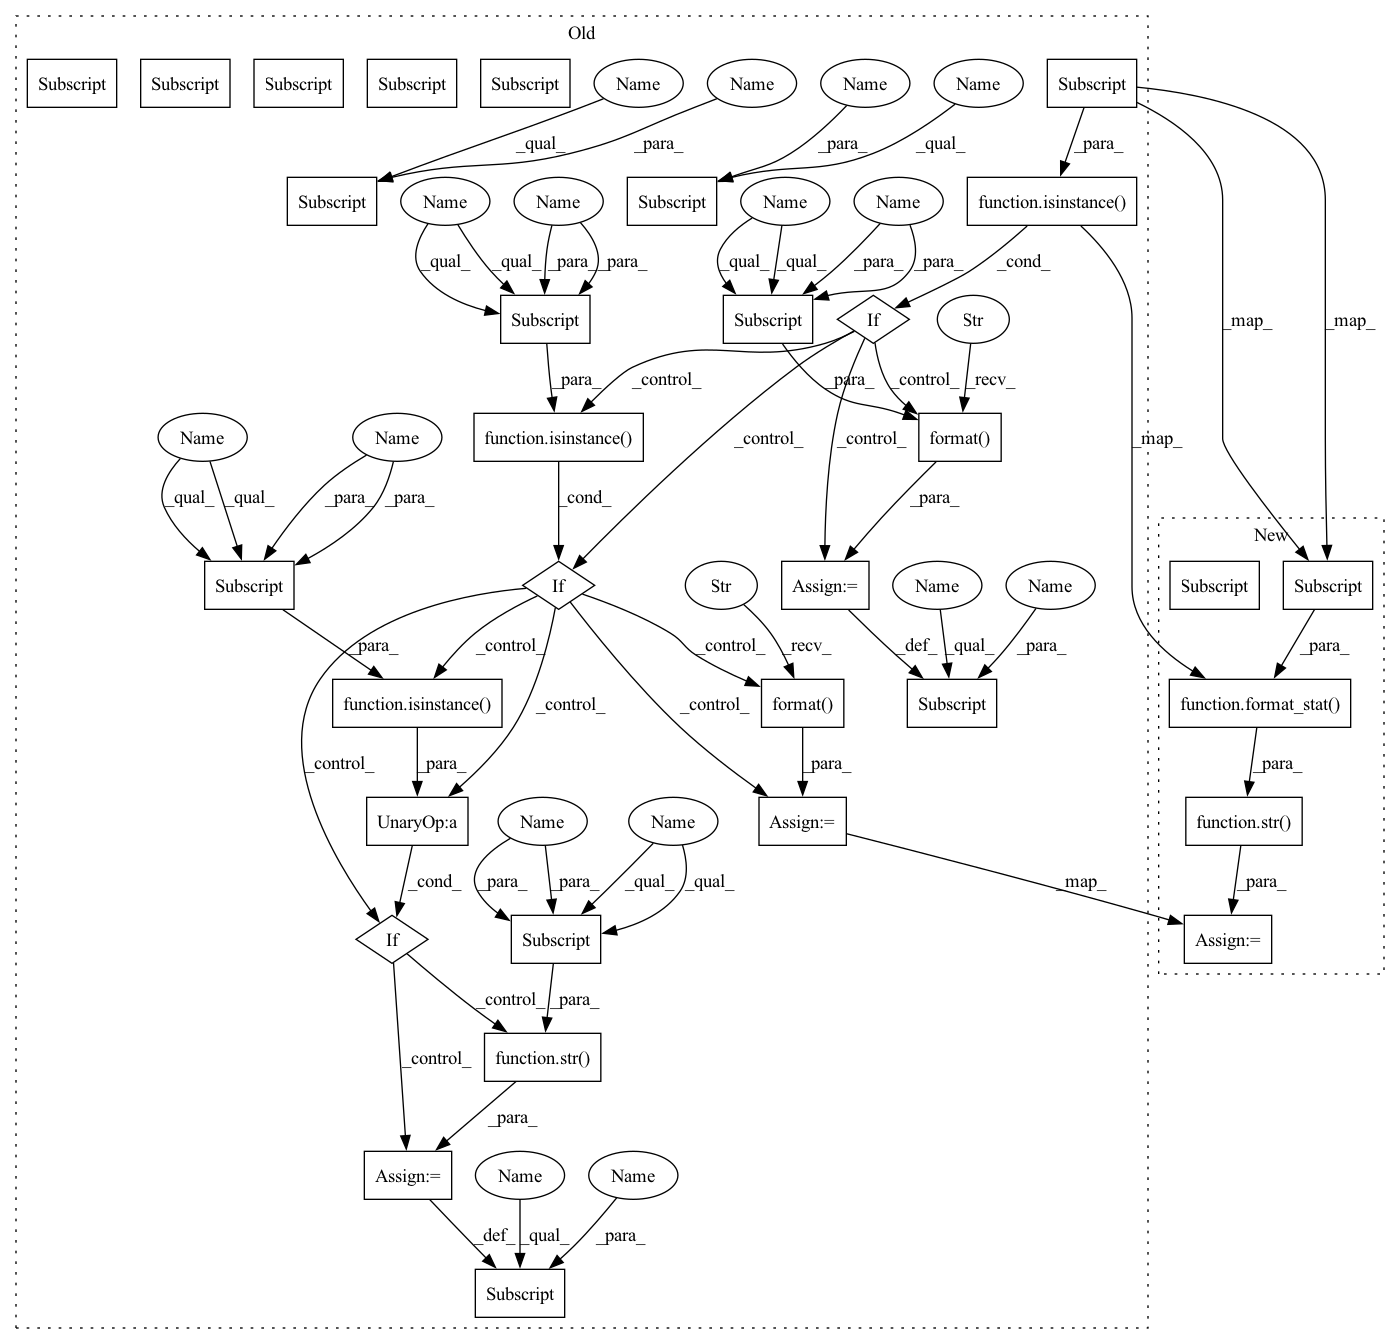 Old
Subscript
Subscript
Subscript
Subscript
Subscript
Name
Name
Name
Name
Subscript
_qual_
_para_
_para_
_qual_
_para_
Subscript
Name
Name
Subscript
Name
Name
function.isinstance()
_qual_
_qual_
_para_
_para_
_qual_
_qual_
_para_
_para_
_cond_
Subscript
Subscript
If
Str
_map_
_map_
_para_
_control_
_para_
_control_
_recv_
Name
Name
function.isinstance()
_control_
_control_
format()
_map_
_qual_
_qual_
_para_
_para_
_cond_
_para_
New
Subscript
If
Str
Assign:=
Name
Name
Subscript
Subscript
_para_
_control_
_control_
_recv_
_def_
_qual_
_para_
_para_
function.isinstance()
_control_
_control_
format()
Subscript
function.format_stat()
_control_
_para_
_para_
_para_
UnaryOp:a
Name
Name
Assign:=
function.str()
_cond_
_para_
_para_
_qual_
_qual_
_map_
_para_
If
Subscript
Assign:=
_control_
_para_
_control_
function.str()
_para_
Assign:=
Name
Name
_def_
_qual_
_para_
Subscript